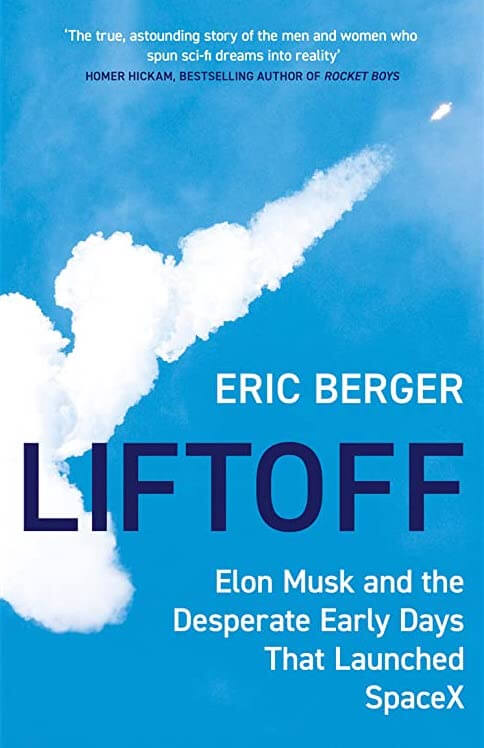 'The true, astounding story of the men and women who
spun sci-fi dreams into reality'
HOMER HICKAM, BESTSELLING AUTHOR OF ROCKET BOYS
ERIC BERGER
LIFTOFF
Elon Musk and the
Desperate Early Days
That Launched
SpaceX